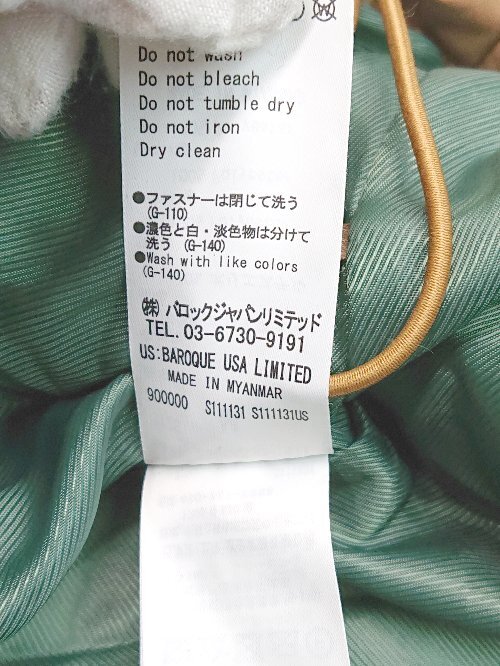 Do not wash
Do not bleach
Do not tumble dry
Do not iron
Dry clean
●ファスナーは閉じて洗う
(G-110)
●濃色と白・淡色物は分けて
洗う (G-140)
●Wash with like colors
(G-140)
(株) バロックジャパンリミテッド
TEL. 03-6730-9191
US:BAROQUE USA LIMITED
MADE IN MYANMAR
900000 S111131 S111131US